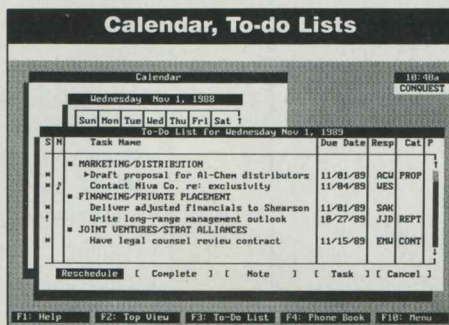 Calendar, To-do Lists
Calendar
10:40a
CONQUEST
Wednesday Nov 1, 1988
Sun Mon Tue Wed Thu Fri Sat
To-Do List for Wednesday Nov 1, 1989
S N Task Name Due Date Resp Cat P
■ MARKETING/DISTRIBUTION
Draft proposal for Al-Chem distributors 11/01/89 ACW PROP
♪ Contact Niva Co. re: exclusivity 11/04/89 WES
■ FINANCING/PRIVATE PLACEMENT
Deliver adjusted financials to Shearson 11/01/89 SAK
! Write long-range management outlook 10/27/89 JJD REPT
■ JOINT VENTURES/STRAT ALLIANCES
Have legal counsel review contract 11/15/89 EMW CONT
Reschedule [ Complete ] [ Note ] [ Task ] [ Cancel ]
F1: Help F2: Top View F3: To-Do List F4: Phone Book F10: Menu